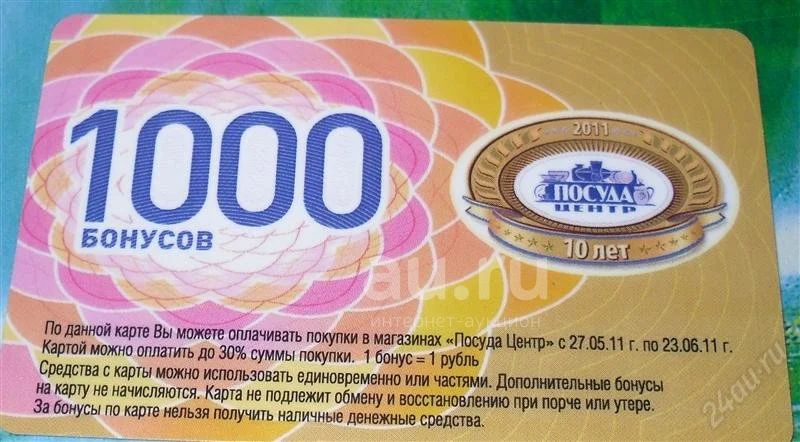 1000
БОНУСОВ
2011
ПОСУДА
ЦЕНТР
10 лет
au.ru
интернет-аукцион
По данной карте Вы можете оплачивать покупки в магазинах «Посуда Центр» с 27.05.11 г. по 23.06.11 г.
Картой можно оплатить до 30% суммы покупки. 1 бонус = 1 рубль
Средства с карты можно использовать единовременно или частями. Дополнительные бонусы
на карту не начисляются. Карта не подлежит обмену и восстановлению при порче или утере.
За бонусы по карте нельзя получить наличные денежные средства.
24au.ru